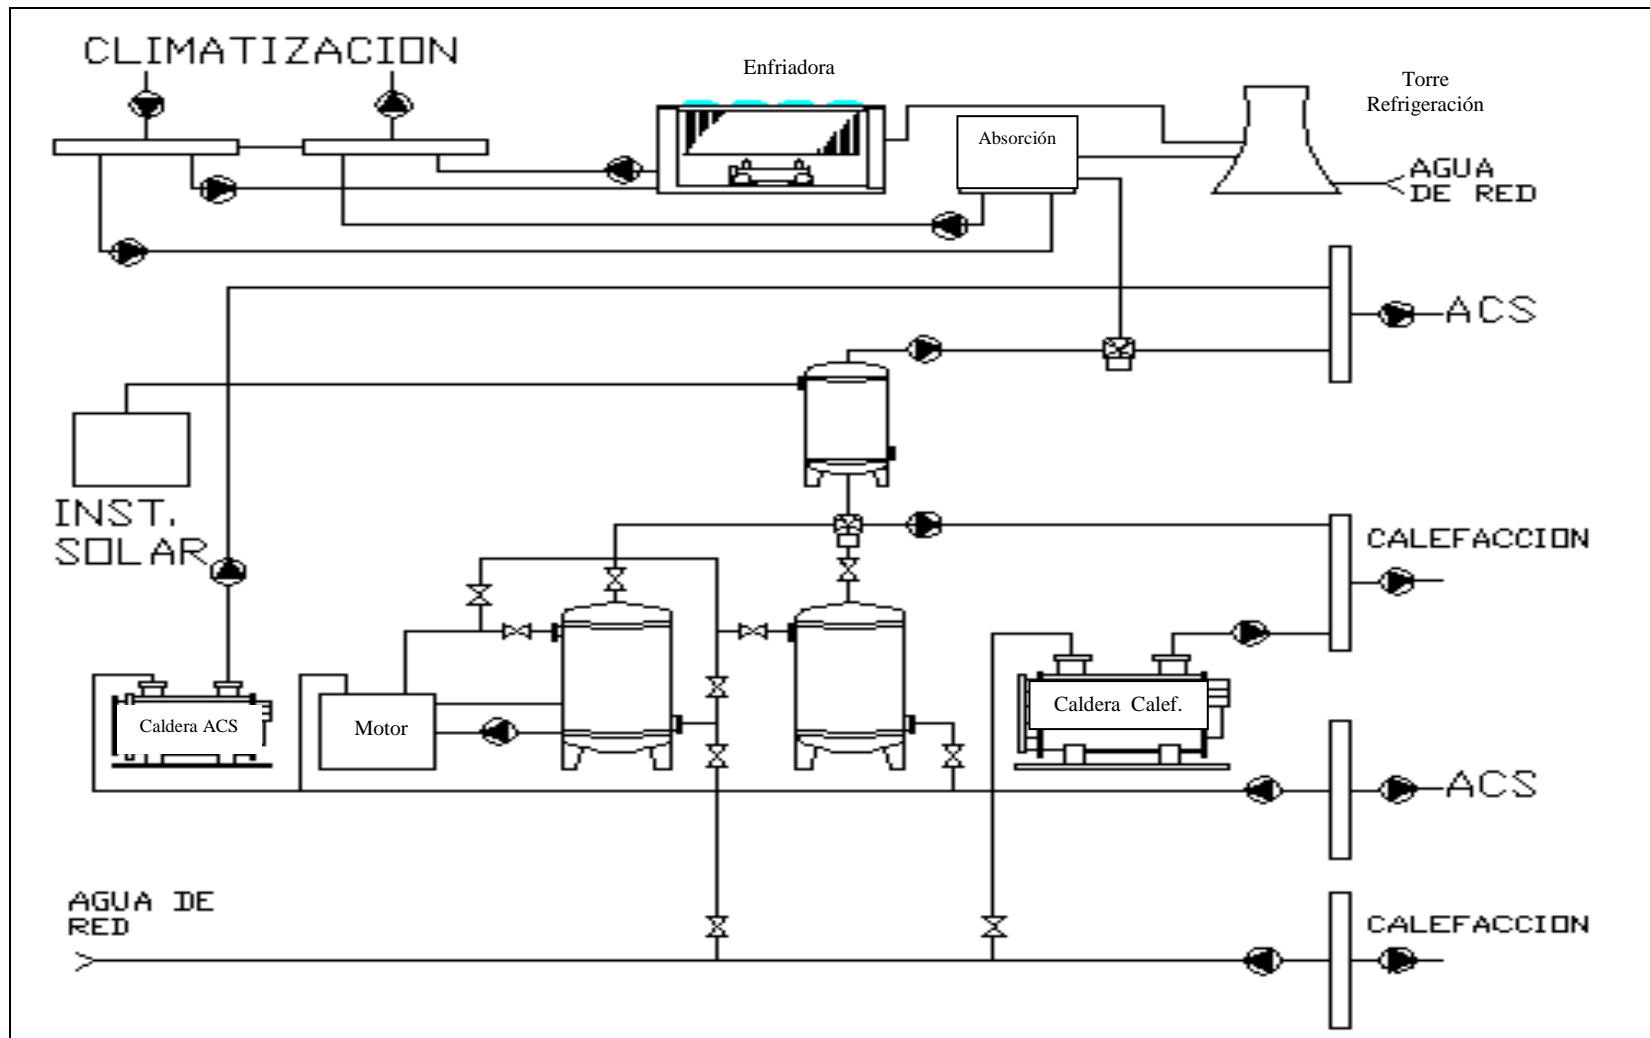 CLIMATIZACION
Enfriadora
Torre
Refrigeración
Absorción
AGUA
DE RED
ACS
INST.
SOLAR
CALEFACCION
Caldera ACS
Motor
Caldera Calef.
ACS
AGUA DE
RED
CALEFACCION